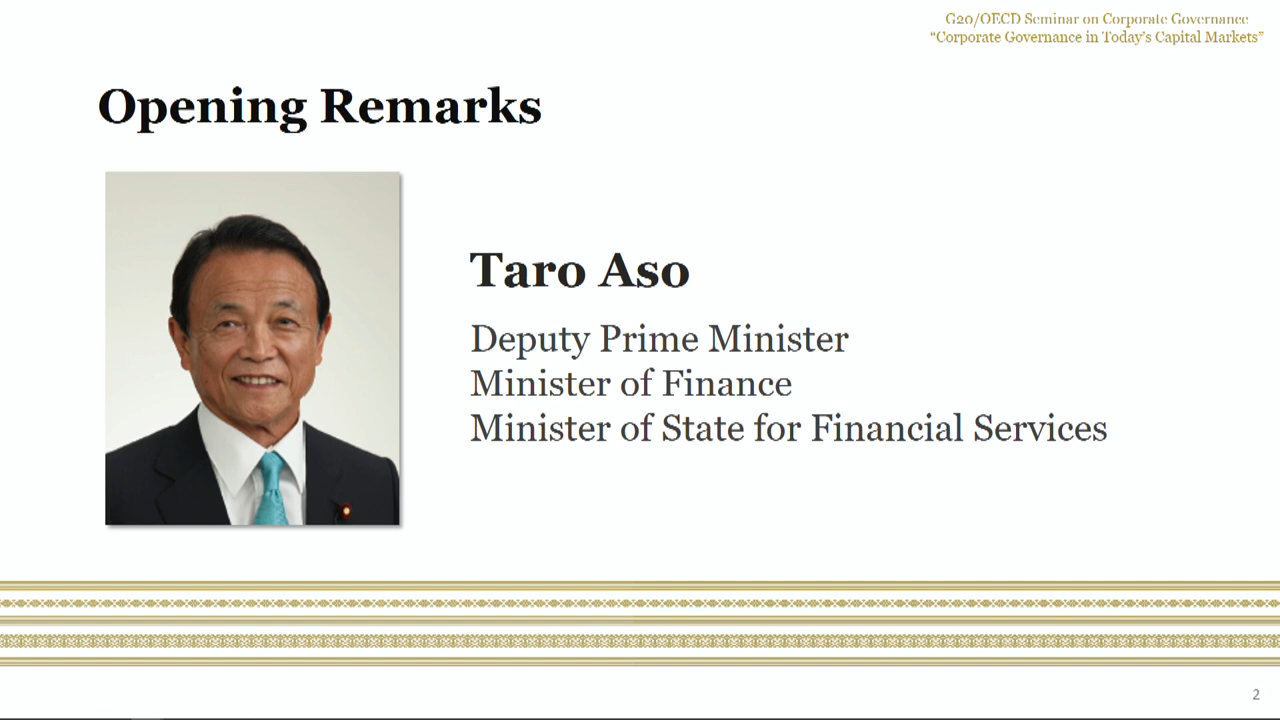 G20/OECD Seminar on Corporate Governance
“Corporate Governance in Today’s Capital Markets”
Opening Remarks
Taro Aso
Deputy Prime Minister
Minister of Finance
Minister of State for Financial Services
2